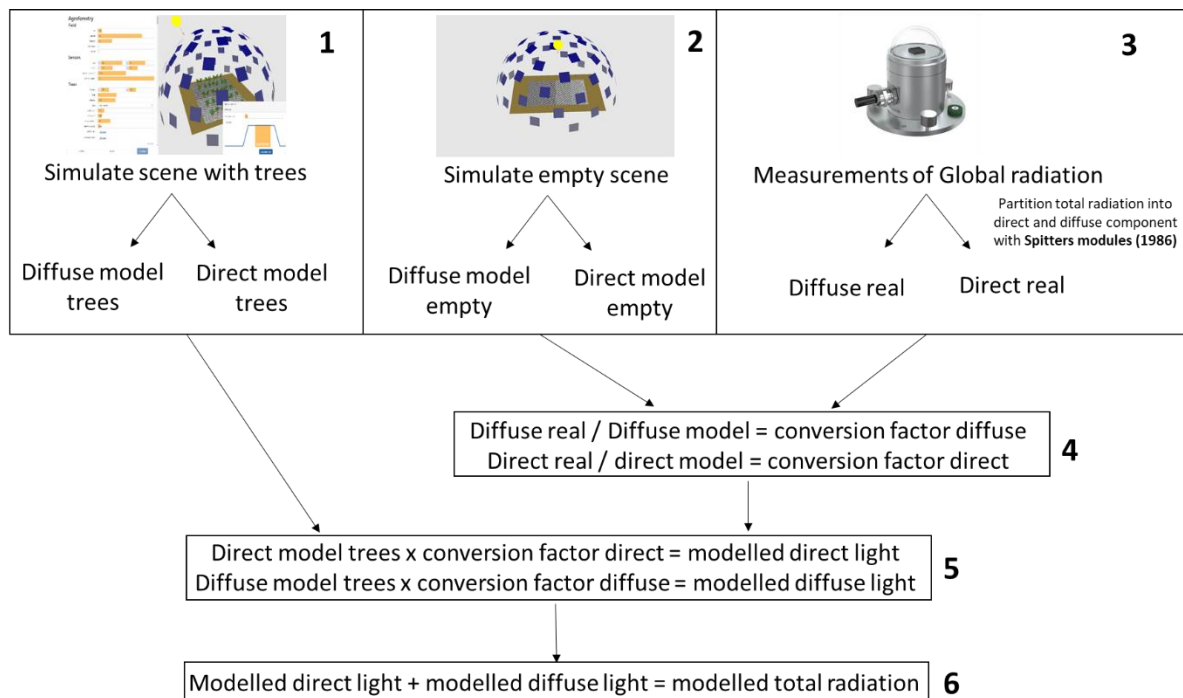 Agroforestry
Field
1
Sensors
Trees
2
3
Simulate scene with trees
Simulate empty scene
Measurements of Global radiation
Partition total radiation into
direct and diffuse component
with Spitters modules (1986)
Diffuse model
trees
Direct model
trees
Diffuse model
empty
Direct model
empty
Diffuse real
Direct real
Diffuse real / Diffuse model = conversion factor diffuse
Direct real / direct model = conversion factor direct
4
Direct model trees x conversion factor direct = modelled direct light
Diffuse model trees x conversion factor diffuse = modelled diffuse light
5
Modelled direct light + modelled diffuse light = modelled total radiation
6